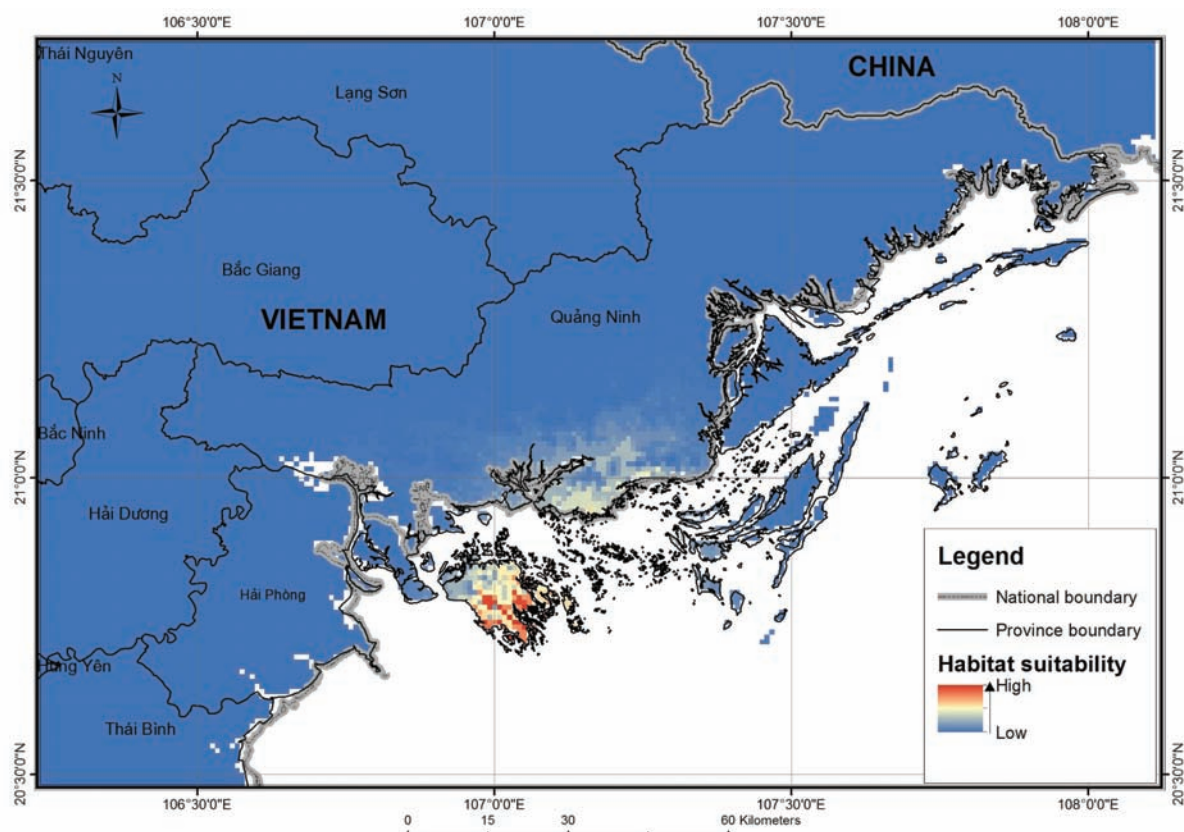 106°30'0"E 107°0'0"E 107°30'0"E 108°0'0"E
Thái Nguyên
N
CHINA
Lạng Sơn
21°30'0"N 21°30'0"N
Bắc Giang
VIETNAM
Quảng Ninh
Bắc Ninh
21°0'0"N 21°0'0"N
Hải Dương
Hải Phòng
Hưng Yên
Thái Bình
Legend
National boundary
Province boundary
Habitat suitability
High
Low
20°30'0"N 20°30'0"N
106°30'0"E 107°0'0"E 107°30'0"E 108°0'0"E
0 15 30 60 Kilometers